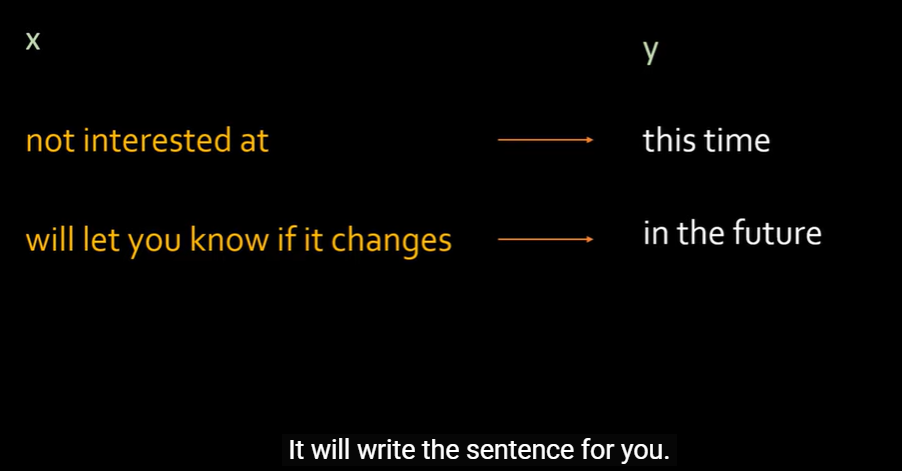 x
y
not interested at
this time
will let you know if it changes
in the future
It will write the sentence for you.